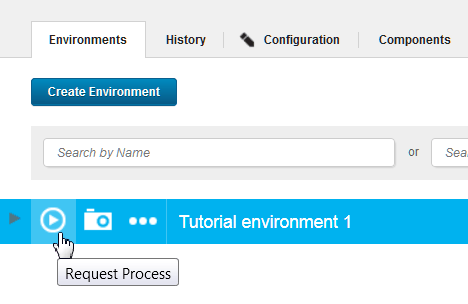 Environments History Configuration Components
Create Environment
Search by Name or Sea
Tutorial environment 1
Request Process